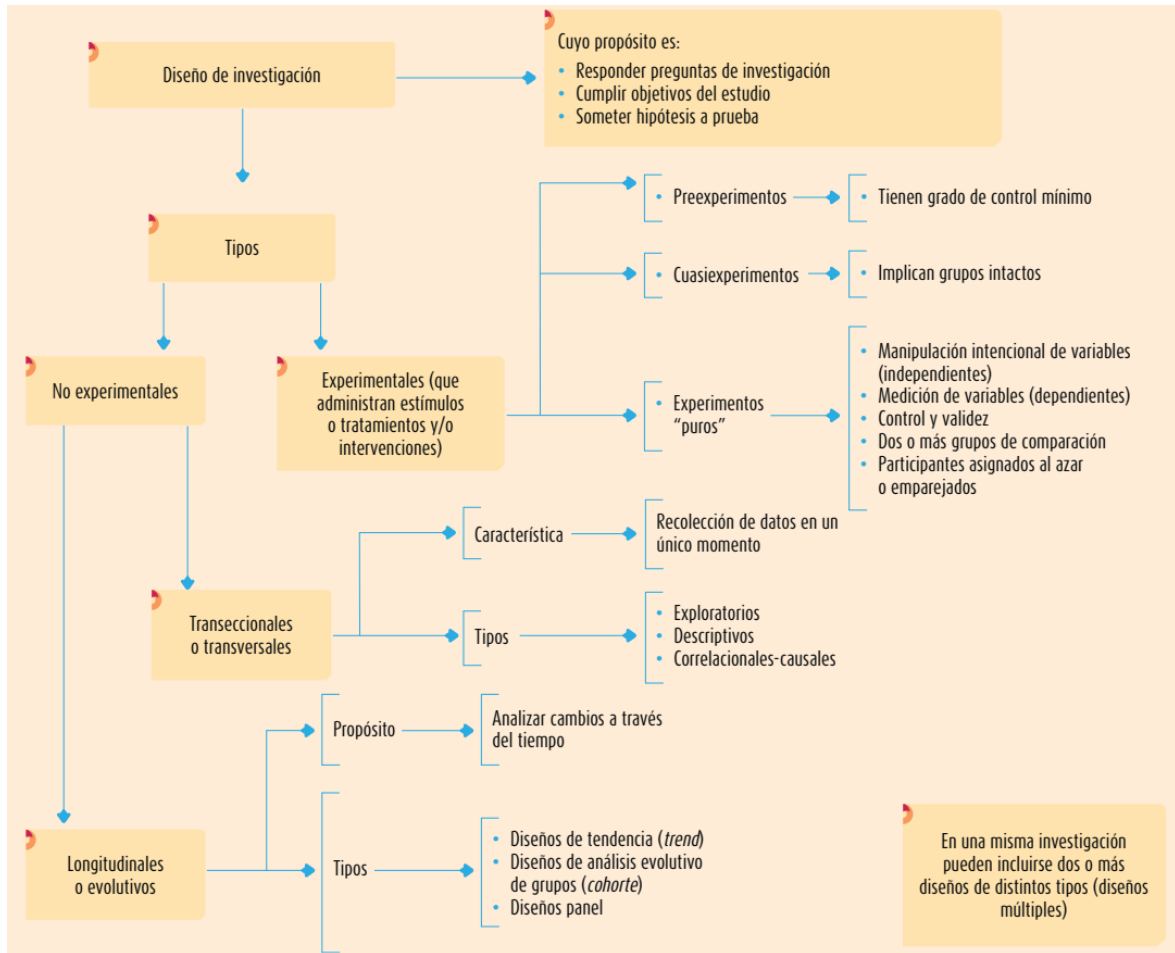 Diseño de investigación
Cuyo propósito es:
• Responder preguntas de investigación
• Cumplir objetivos del estudio
• Someter hipótesis a prueba
Tipos
No experimentales
Experimentales (que
administran estímulos
o tratamientos y/o
intervenciones)
• Preexperimentos
• Tienen grado de control mínimo
• Cuasiexperimentos
• Implican grupos intactos
• Experimentos
“puros”
• Manipulación intencional de variables
(independientes)
• Medición de variables (dependientes)
• Control y validez
• Dos o más grupos de comparación
• Participantes asignados al azar
o emparejados
Transeccionales
o transversales
Característica
Recolección de datos en un
único momento
Tipos
• Exploratorios
• Descriptivos
• Correlacionales-causales
Longitudinales
o evolutivos
Propósito
Analizar cambios a través
del tiempo
Tipos
• Diseños de tendencia (trend)
• Diseños de análisis evolutivo
de grupos (cohorte)
• Diseños panel
En una misma investigación
pueden incluirse dos o más
diseños de distintos tipos (diseños
múltiples)